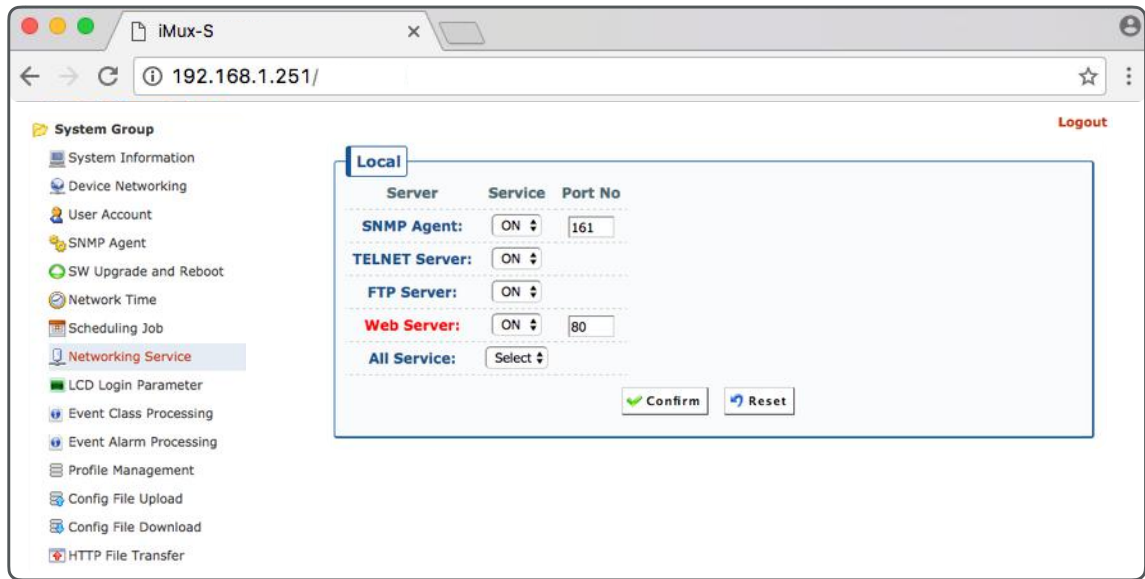 iMux-S
192.168.1.251/
System Group
System Information
Device Networking
User Account
SNMP Agent
SW Upgrade and Reboot
Network Time
Scheduling Job
Networking Service
LCD Login Parameter
Event Class Processing
Event Alarm Processing
Profile Management
Config File Upload
Config File Download
HTTP File Transfer
Logout
Local
Server Service Port No
SNMP Agent: ON 161
TELNET Server: ON
FTP Server: ON
Web Server: ON 80
All Service: Select
Confirm Reset